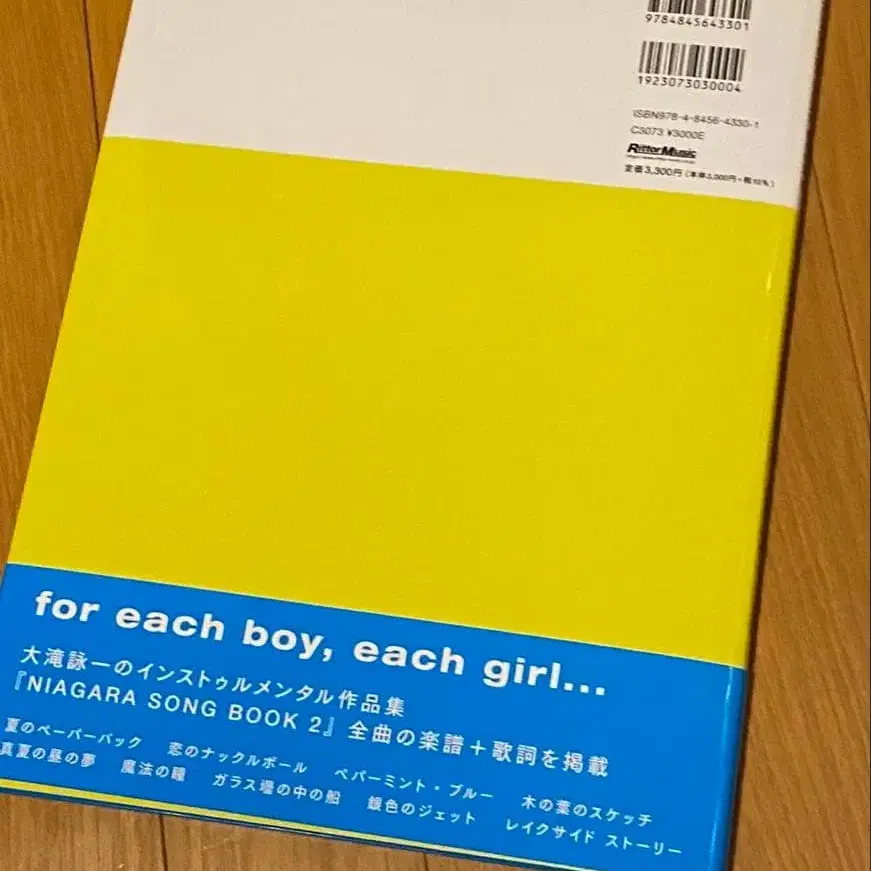 9784845643301
1923073030004
ISBN978-4-8456-4330-1
C3073 ¥3000E
Rittor Music
定価3,300円(本体3,000円+税10%)
for each boy, each girl...
大滝詠一のインストゥルメンタル作品集
『NIAGARA SONG BOOK 2』全曲の楽譜+歌詞を掲載
夏のペーパーバック 恋のナックルボール ペパーミント・ブルー 木の葉のスケッチ
真夏の昼の夢 魔法の瞳 ガラス壜の中の船 銀色のジェット レイクサイド ストーリー